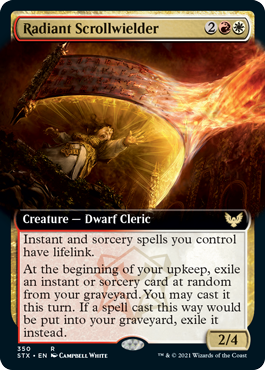 Radiant Scrollwielder 2
Creature — Dwarf Cleric
Instant and sorcery spells you control
have lifelink.
At the beginning of your upkeep, exile
an instant or sorcery card at random
from your graveyard. You may cast it
this turn. If a spell cast this way would
be put into your graveyard, exile it
instead.
2/4
350 R
STX • EN Campbell White
™ & © 2021 Wizards of the Coast